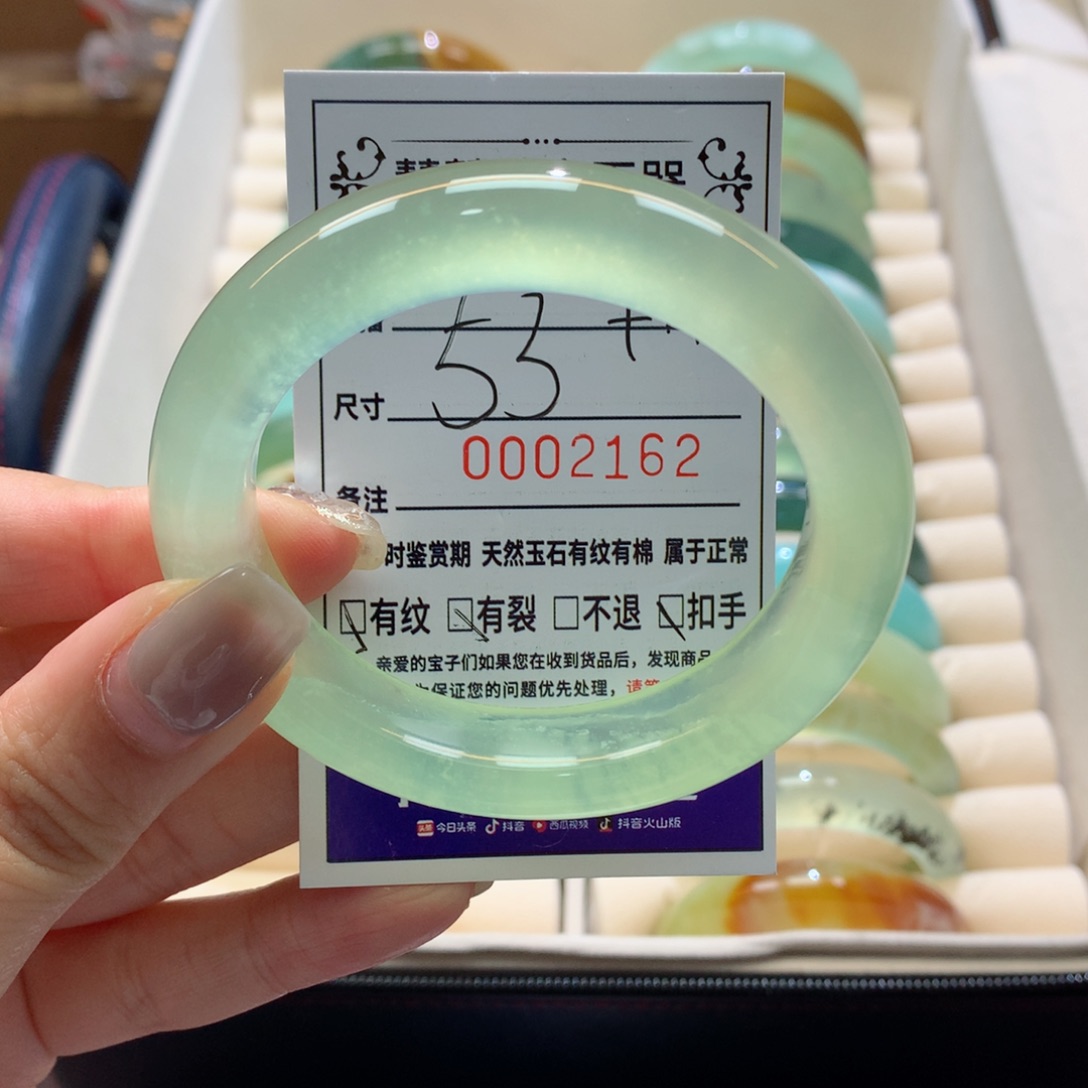 53 +
尺寸
0002162
备注
时鉴赏期 天然玉石有纹有棉 属于正常
有纹 有裂 不退 扣手
亲爱的宝子们如果您在收到货品后，发现商品
保证您的问题优先处理，请
头条 今日头条 抖音 西瓜视频 抖音火山版